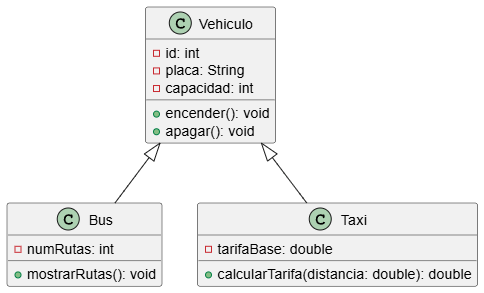 C Vehiculo
id: int
placa: String
capacidad: int
encender(): void
apagar(): void
C Bus
numRutas: int
mostrarRutas(): void
C Taxi
tarifaBase: double
calcularTarifa(distancia: double): double